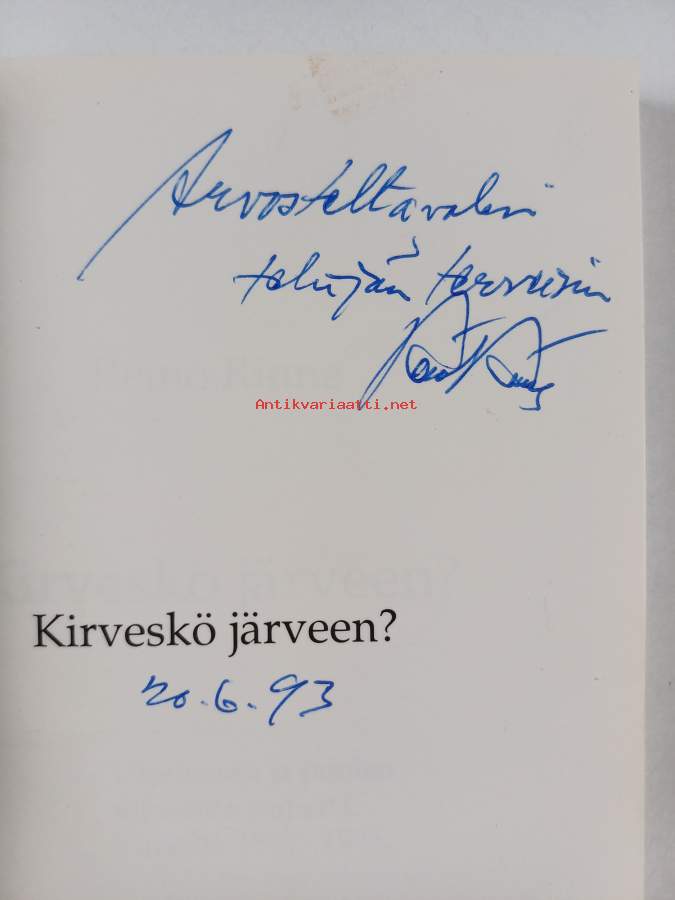 Arvosteltavaksi
tekijän terveisin
Antikvariaatti.net
Kirveskö järveen?
20.6.93